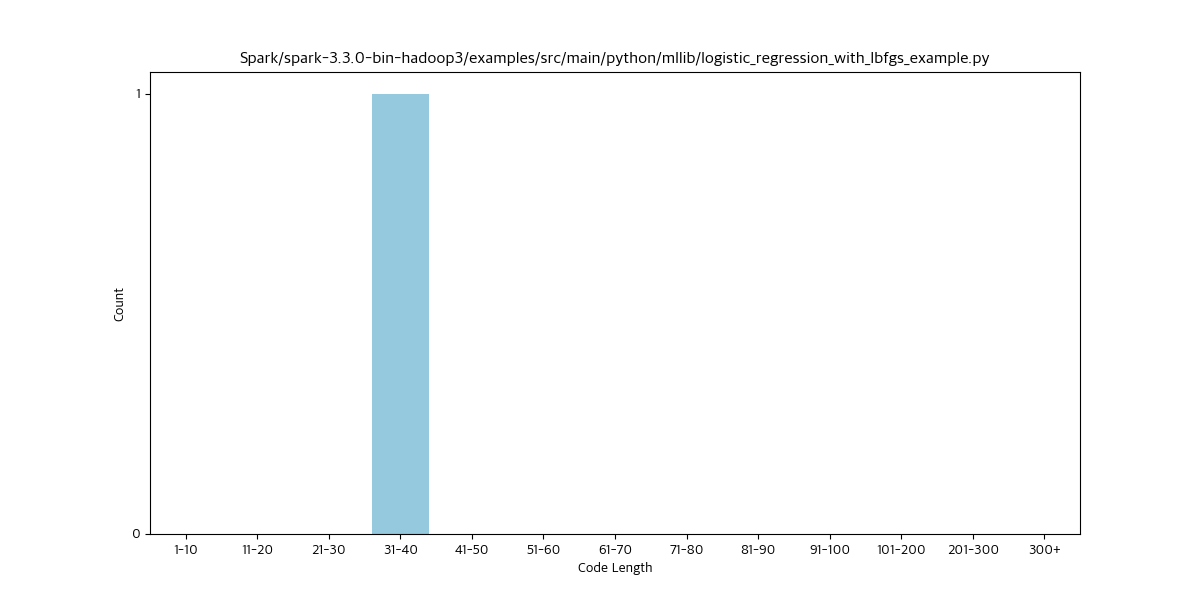 Spark/spark-3.3.0-bin-hadoop3/examples/src/main/python/mllib/logistic_regression_with_lbfgs_example.py
1
Count
0
1-10 11-20 21-30 31-40 41-50 51-60 61-70 71-80 81-90 91-100 101-200 201-300 300+
Code Length